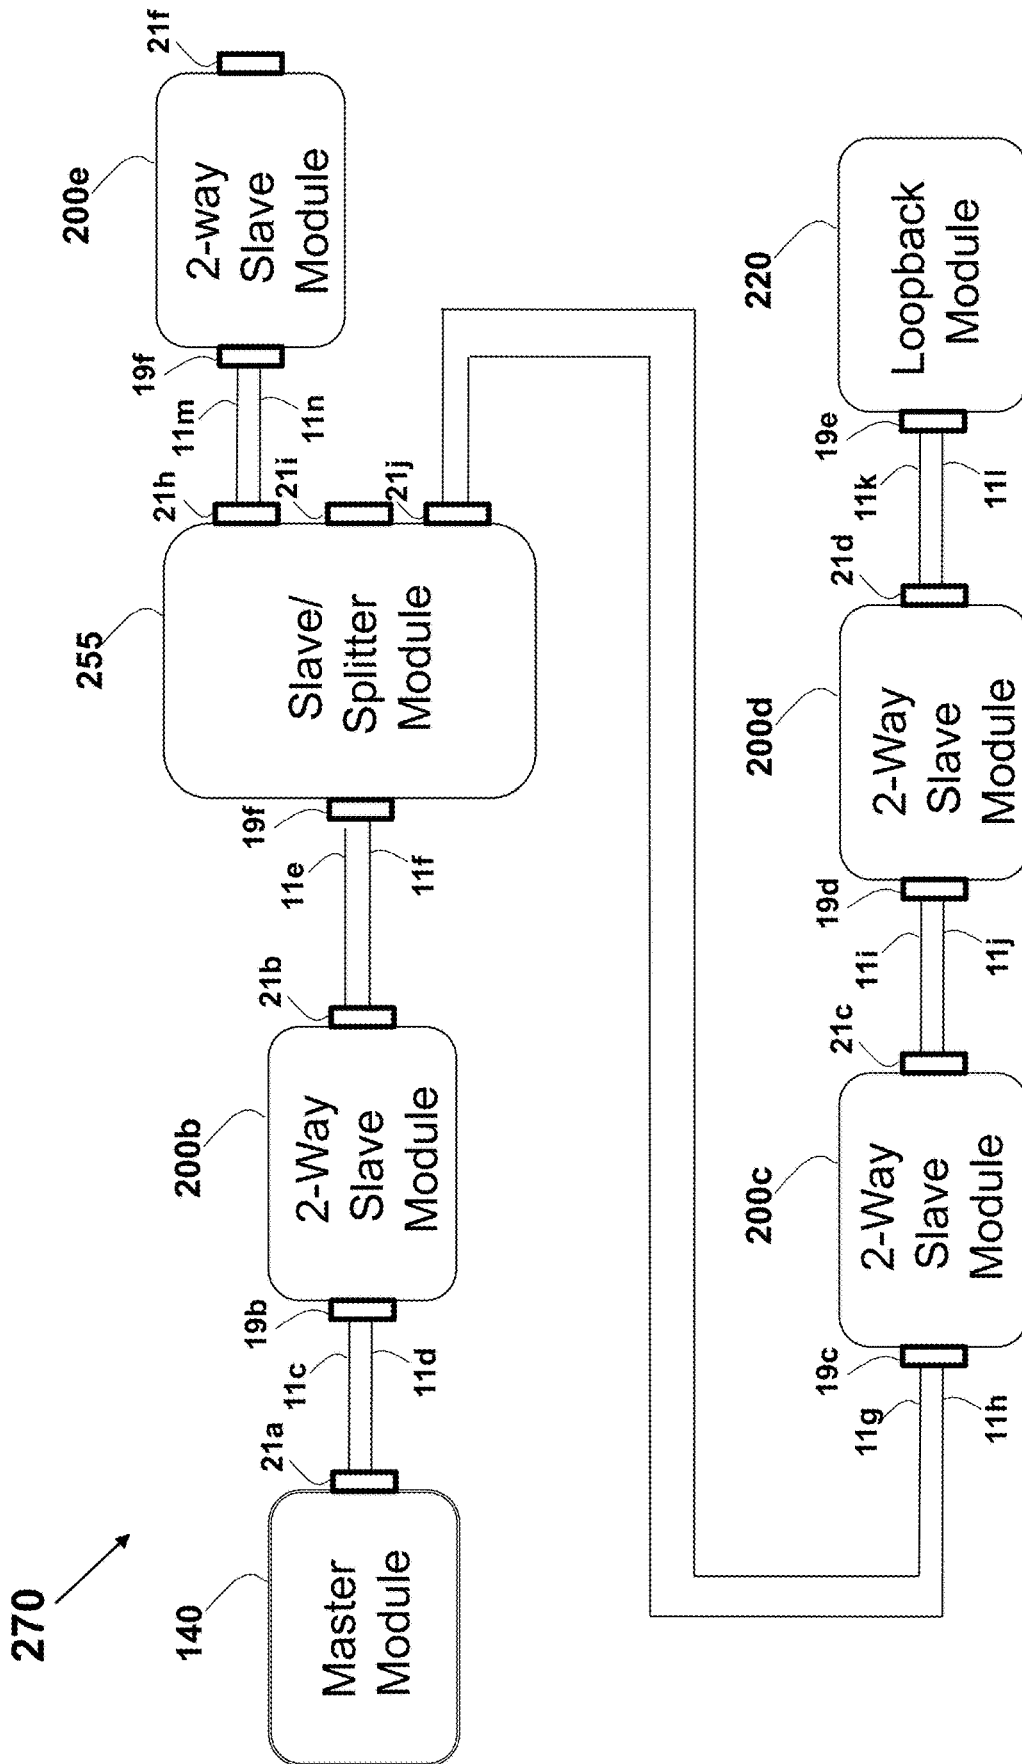 270
140
Master
Module
21a
11c
11d
19b
200b
2-Way
Slave
Module
21b
11e
11f
19f
255
Slave/
Splitter
Module
21h
21i
21j
11m
11n
19f
200e
2-way
Slave
Module
21f
11g
11h
19c
200c
2-Way
Slave
Module
21c
11i
11j
19d
200d
2-Way
Slave
Module
21d
11k
11l
19e
220
Loopback
Module